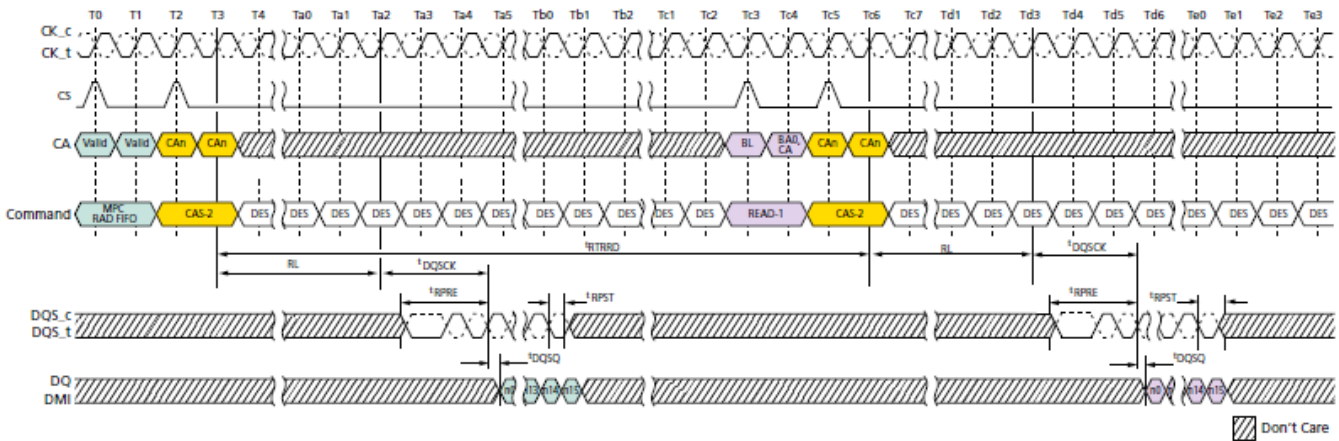 T0 T1 T2 T3 T4 Ta0 Ta1 Ta2 Ta3 Ta4 Ta5 Tb0 Tb1 Tb2 Tc1 Tc2 Tc3 Tc4 Tc5 Tc6 Tc7 Td1 Td2 Td3 Td4 Td5 Td6 Te0 Te1 Te2 Te3
CK_c
CK_t
CS
CA Valid Valid CAn CAn BL BA0, CA CAn CAn
Command MPC RAD FIFO CAS-2 DES DES DES DES DES DES DES DES DES DES DES DES READ-1 CAS-2 DES DES DES DES DES DES DES DES DES DES DES
tRTRRD
RL tDQSCK RL tDQSCK
tRPRE tRPST tRPRE tRPST
DQS_c
DQS_t
tDQSQ tDQSQ
DQ
DMI
n0 n13 n14 n15 n0 n14 n15
Don't Care